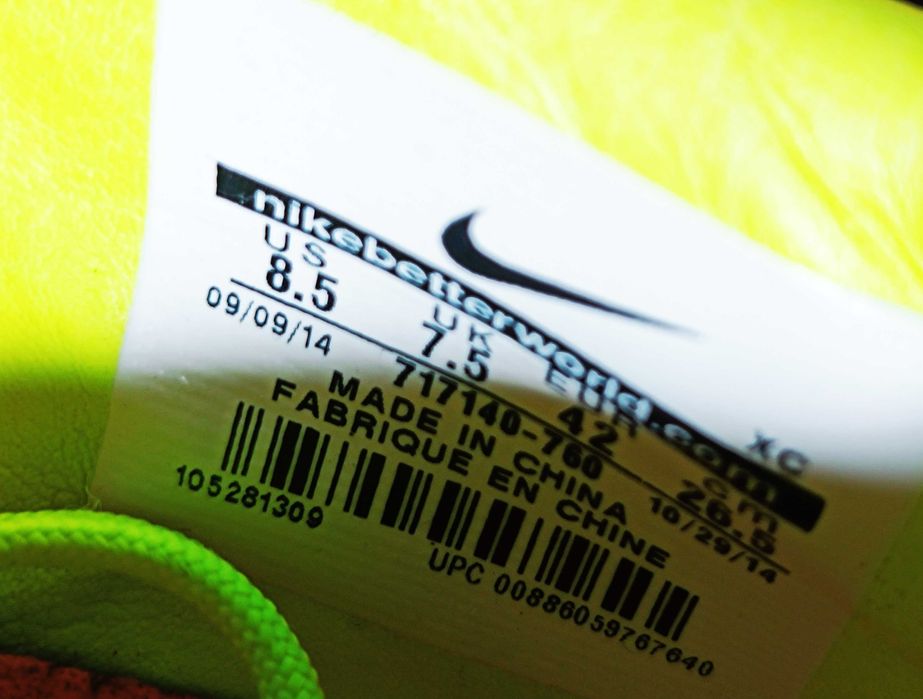 XC
nikebetterworld.com
US UK EUR cm
8.5 7.5 42 26.5
09/09/14 717140-760 10/29/14
MADE IN CHINA
FABRIQUE EN CHINE
105281309
UPC 00886059767640